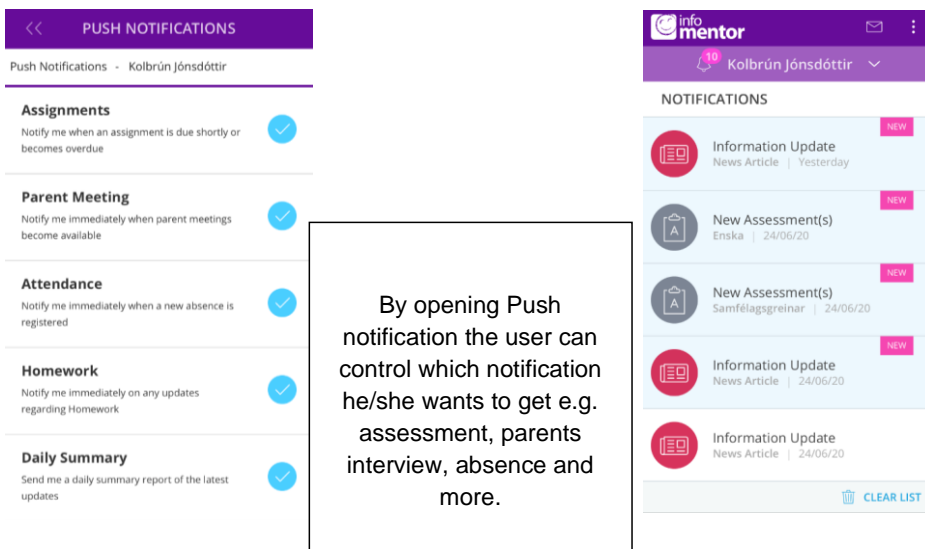 << PUSH NOTIFICATIONS
Push Notifications - Kolbrún Jónsdóttir
Assignments
Notify me when an assignment is due shortly or
becomes overdue
Parent Meeting
Notify me immediately when parent meetings
become available
Attendance
Notify me immediately when a new absence is
registered
Homework
Notify me immediately on any updates
regarding Homework
Daily Summary
Send me a daily summary report of the latest
updates
By opening Push
notification the user can
control which notification
he/she wants to get e.g.
assessment, parents
interview, absence and
more.
info
mentor
10
Kolbrún Jónsdóttir
NOTIFICATIONS
NEW
Information Update
News Article | Yesterday
NEW
A
New Assessment(s)
Enska | 24/06/20
NEW
A
New Assessment(s)
Samfélagsgreinar | 24/06/20
NEW
Information Update
News Article | 24/06/20
Information Update
News Article | 24/06/20
CLEAR LIST